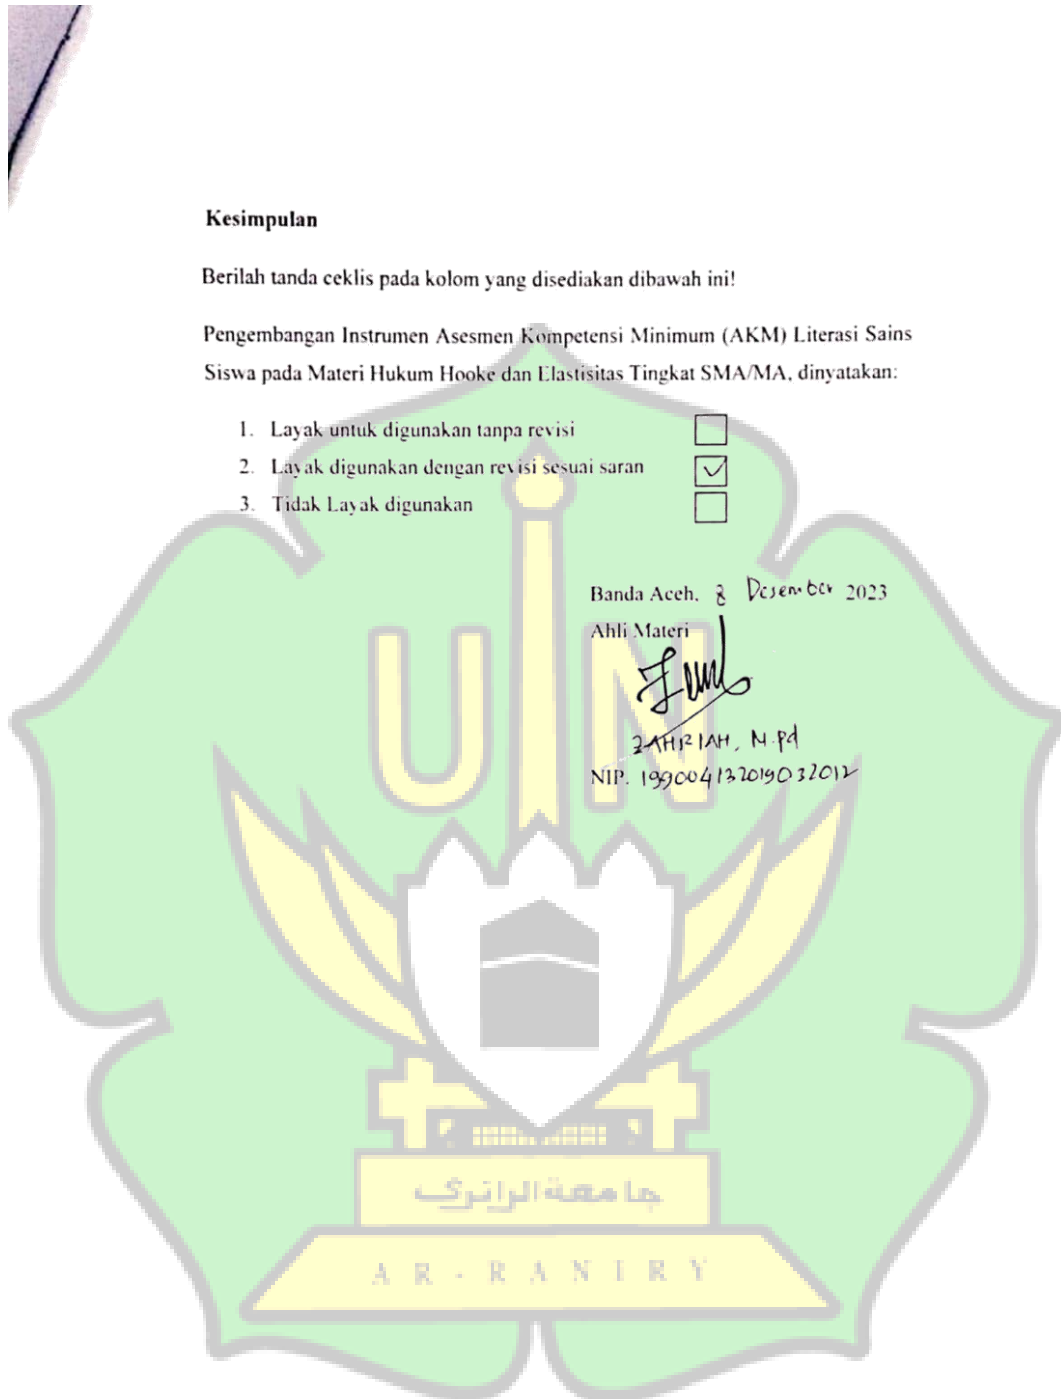 Kesimpulan
Berilah tanda ceklis pada kolom yang disediakan dibawah ini!
Pengembangan Instrumen Asesmen Kompetensi Minimum (AKM) Literasi Sains
Siswa pada Materi Hukum Hooke dan Elastisitas Tingkat SMA/MA, dinyatakan:
1. Layak untuk digunakan tanpa revisi
2. Layak digunakan dengan revisi sesuai saran
3. Tidak Layak digunakan
Banda Aceh, 8 Desember 2023
Ahli Materi
ZAHRIAH, M.Pd
NIP. 199004132019032012
UIN
جامعة الرانري
AR-RANIRY